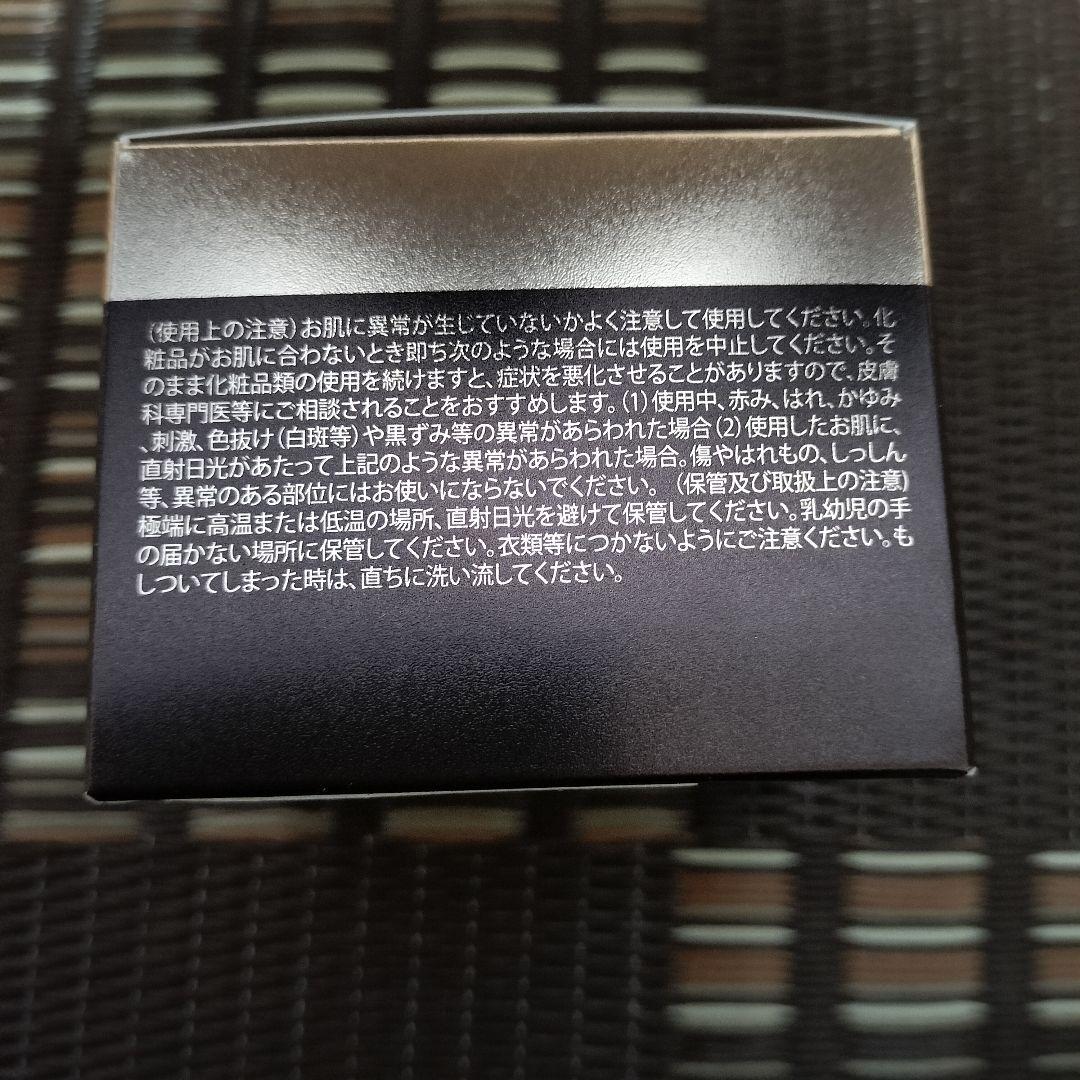 (使用上の注意)お肌に異常が生じていないかよく注意して使用してください。化
粧品がお肌に合わないとき即ち次のような場合には使用を中止してください。そ
のまま化粧品類の使用を続けますと、症状を悪化させることがありますので、皮膚
科専門医等にご相談されることをおすすめします。(1)使用中、赤み、はれ、かゆみ
、刺激、色抜け(白斑等)や黒ずみ等の異常があらわれた場合(2)使用したお肌に、
直射日光があたって上記のような異常があらわれた場合。傷やはれもの、しっしん
等、異常のある部位にはお使いにならないでください。 (保管及び取扱上の注意)
極端に高温または低温の場所、直射日光を避けて保管してください。乳幼児の手
の届かない場所に保管してください。衣類等につかないようにご注意ください。も
しついてしまった時は、直ちに洗い流してください。